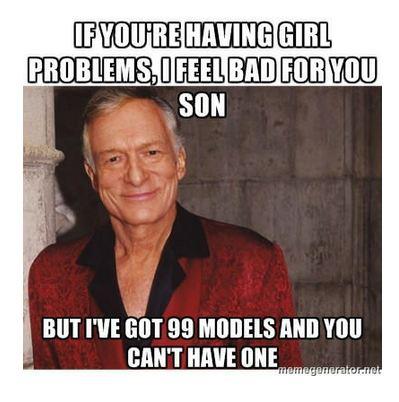 IF YOU'RE HAVING GIRL
PROBLEMS, I FEEL BAD FOR YOU
SON
BUT I'VE GOT 99 MODELS AND YOU
CAN'T HAVE ONE
memegenerator.net